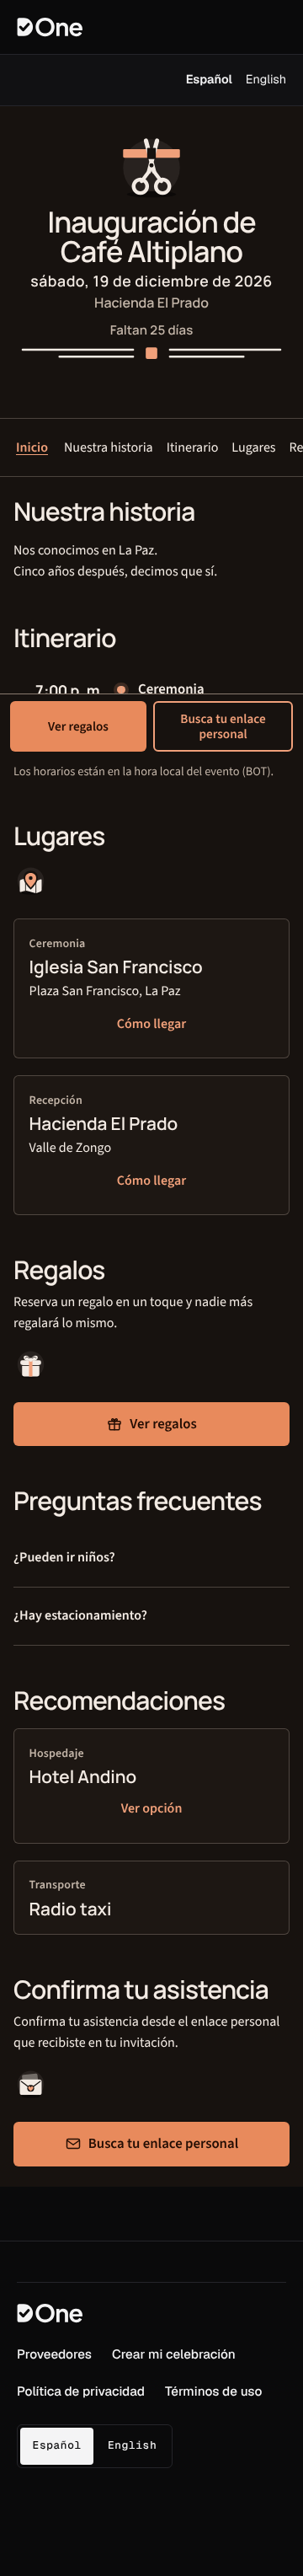 One
Español English
Inauguración de
Café Altiplano
sábado, 19 de diciembre de 2026
Hacienda El Prado
Faltan 25 días
Inicio Nuestra historia Itinerario Lugares Re
Nuestra historia
Nos conocimos en La Paz.
Cinco años después, decimos que sí.
Itinerario
7:00 p. m. Ceremonia
Ver regalos
Busca tu enlace
personal
Los horarios están en la hora local del evento (BOT).
Lugares
Ceremonia
Iglesia San Francisco
Plaza San Francisco, La Paz
Cómo llegar
Recepción
Hacienda El Prado
Valle de Zongo
Cómo llegar
Regalos
Reserva un regalo en un toque y nadie más
regalará lo mismo.
Ver regalos
Preguntas frecuentes
¿Pueden ir niños?
¿Hay estacionamiento?
Recomendaciones
Hospedaje
Hotel Andino
Ver opción
Transporte
Radio taxi
Confirma tu asistencia
Confirma tu asistencia desde el enlace personal
que recibiste en tu invitación.
Busca tu enlace personal
One
Proveedores Crear mi celebración
Política de privacidad Términos de uso
Español English